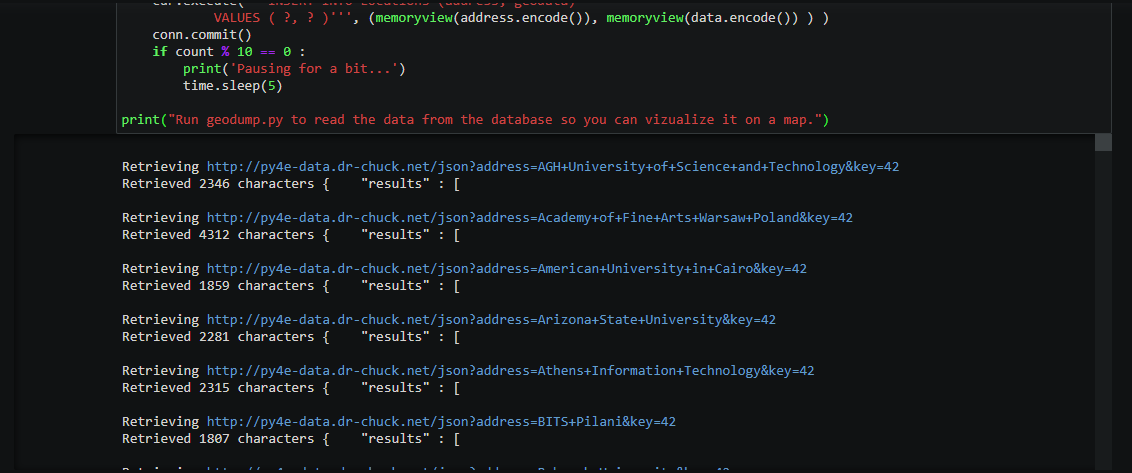 VALUES ( ?, ? )''', (memoryview(address.encode()), memoryview(data.encode()) ) )
conn.commit()
if count % 10 == 0 :
print('Pausing for a bit...')
time.sleep(5)
print("Run geodump.py to read the data from the database so you can vizualize it on a map.")
Retrieving http://py4e-data.dr-chuck.net/json?address=AGH+University+of+Science+and+Technology&key=42
Retrieved 2346 characters {    "results" : [
Retrieving http://py4e-data.dr-chuck.net/json?address=Academy+of+Fine+Arts+Warsaw+Poland&key=42
Retrieved 4312 characters {    "results" : [
Retrieving http://py4e-data.dr-chuck.net/json?address=American+University+in+Cairo&key=42
Retrieved 1859 characters {    "results" : [
Retrieving http://py4e-data.dr-chuck.net/json?address=Arizona+State+University&key=42
Retrieved 2281 characters {    "results" : [
Retrieving http://py4e-data.dr-chuck.net/json?address=Athens+Information+Technology&key=42
Retrieved 2315 characters {    "results" : [
Retrieving http://py4e-data.dr-chuck.net/json?address=BITS+Pilani&key=42
Retrieved 1807 characters {    "results" : [